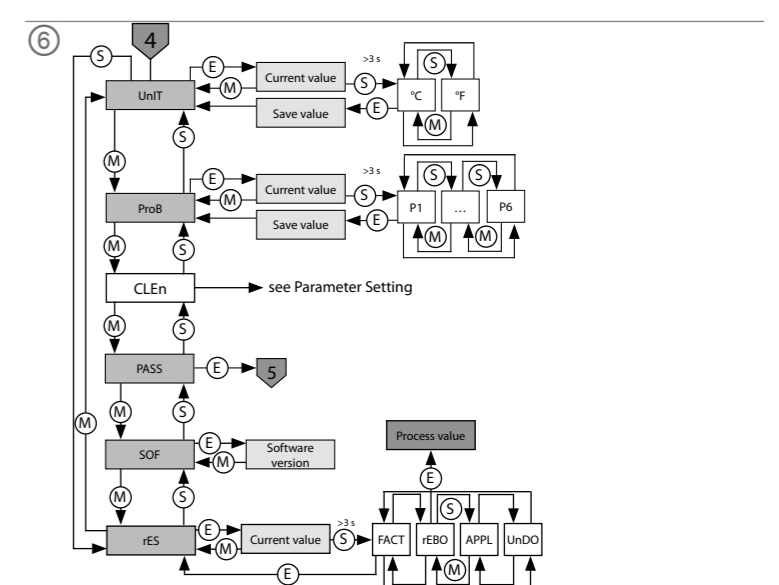 ⑥
4
S
E
Current value
>3 s
S
°C
°F
UnIT
M
S
Save value
E
M
M
S
E
Current value
>3 s
S
S
S
P1
...
P6
ProB
M
Save value
E
M
M
M
S
CLEn
see Parameter Setting
M
S
PASS
E
5
M
M
S
Process value
SOF
E
M
Software
version
E
M
S
S
rES
E
M
Current value
>3 s
S
FACT
rEBO
APPL
UnDO
E
M